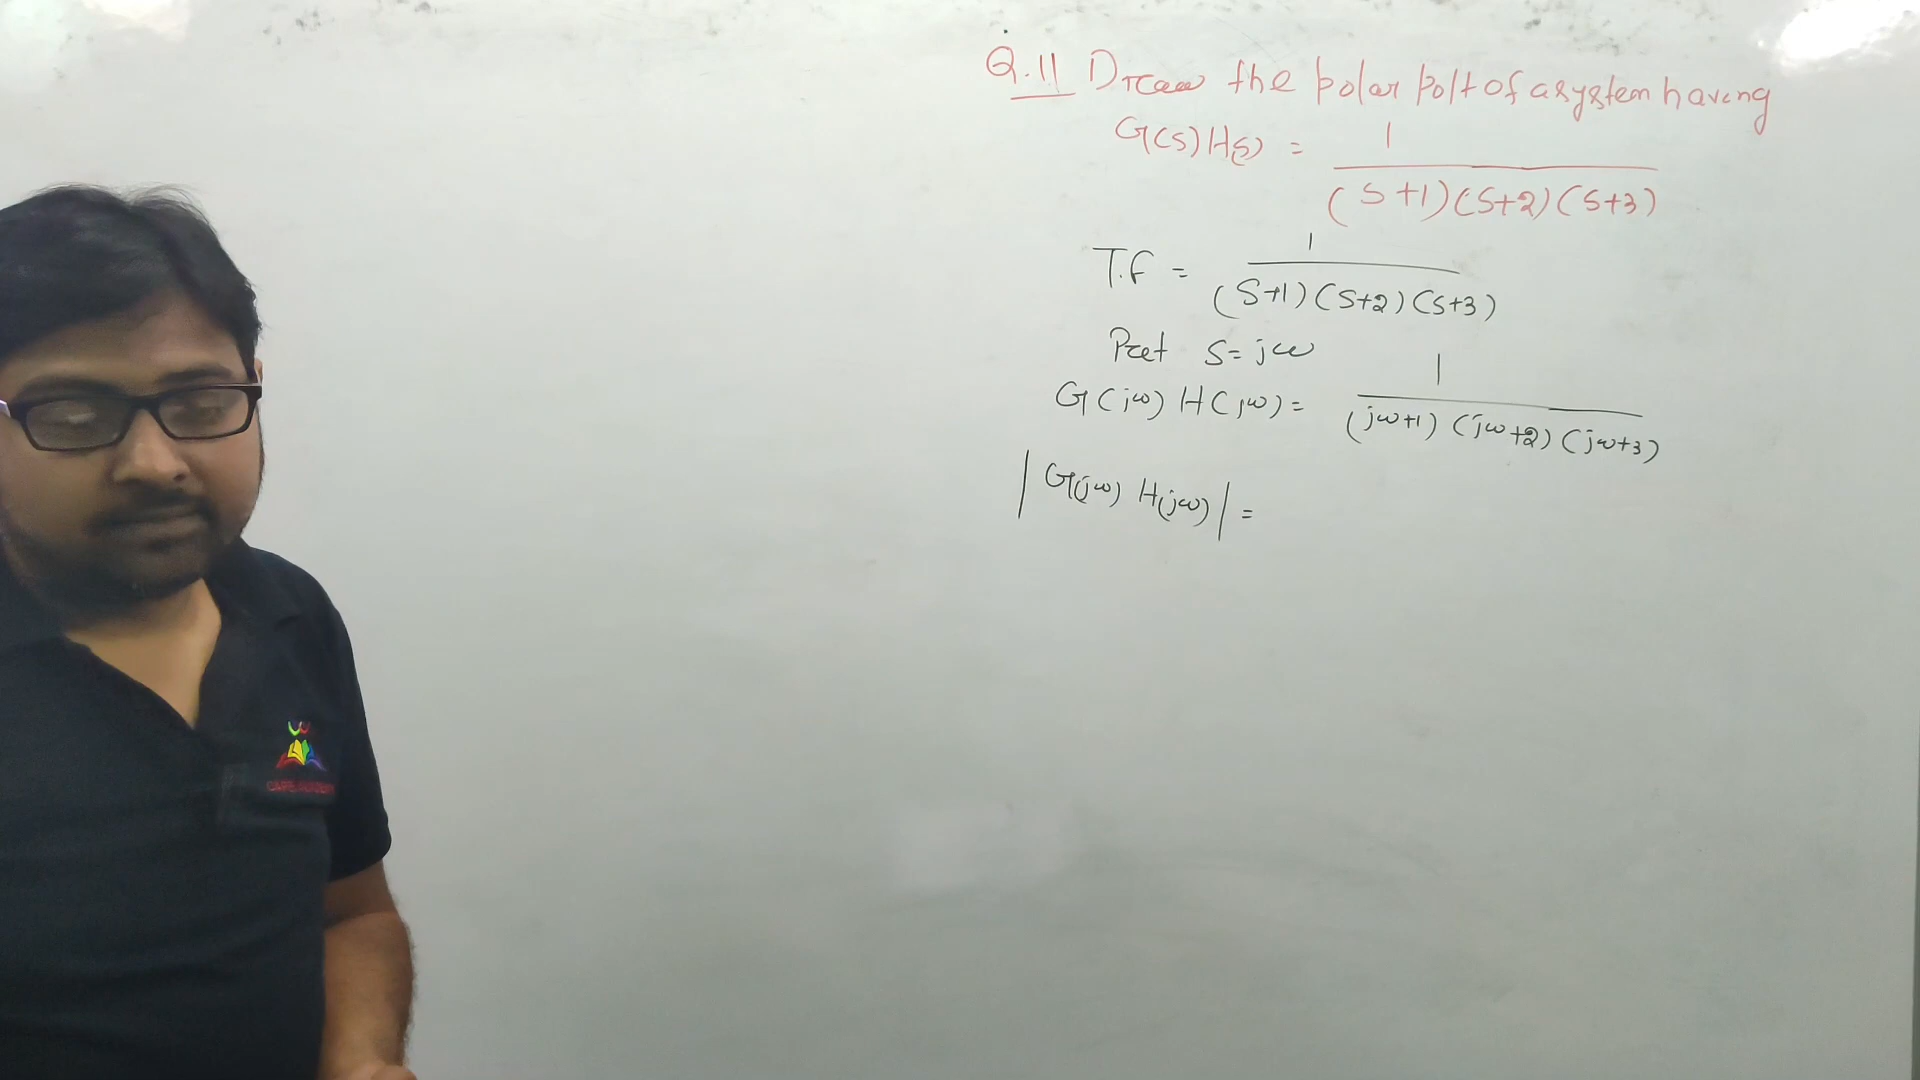 Q.11 Draw the polar polt of a system having
G(s)H(s) = 1 / (S+1)(S+2)(S+3)
T.F = 1 / (S+1)(S+2)(S+3)
Put S=jω
G(jω) H(jω) = 1 / (jω+1) (jω+2) (jω+3)
|G(jω) H(jω)| =